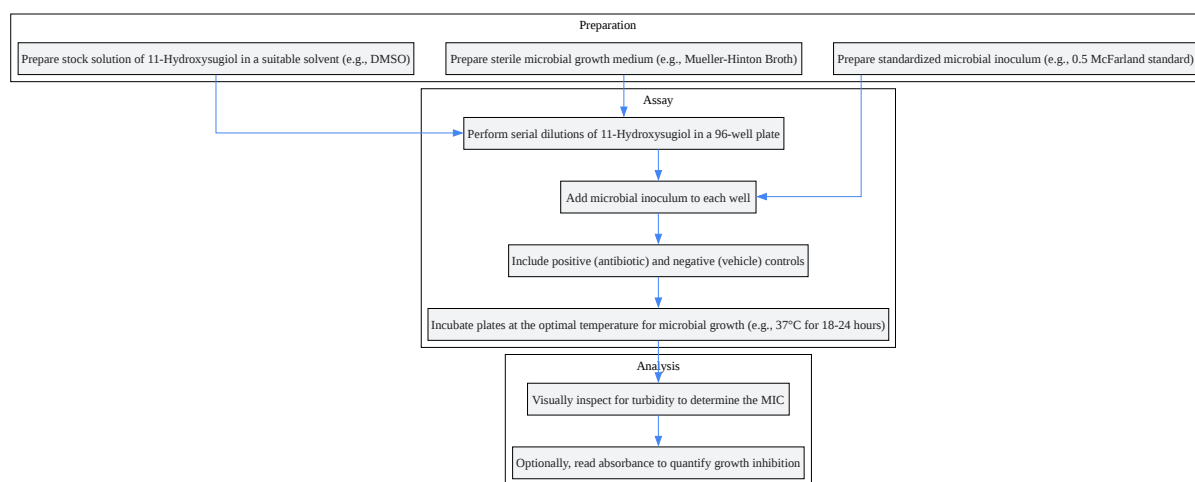 Preparation
Prepare stock solution of 11-Hydroxysugiol in a suitable solvent (e.g., DMSO)
Prepare sterile microbial growth medium (e.g., Mueller-Hinton Broth)
Prepare standardized microbial inoculum (e.g., 0.5 McFarland standard)
Assay
Perform serial dilutions of 11-Hydroxysugiol in a 96-well plate
Add microbial inoculum to each well
Include positive (antibiotic) and negative (vehicle) controls
Incubate plates at the optimal temperature for microbial growth (e.g., 37°C for 18-24 hours)
Analysis
Visually inspect for turbidity to determine the MIC
Optionally, read absorbance to quantify growth inhibition